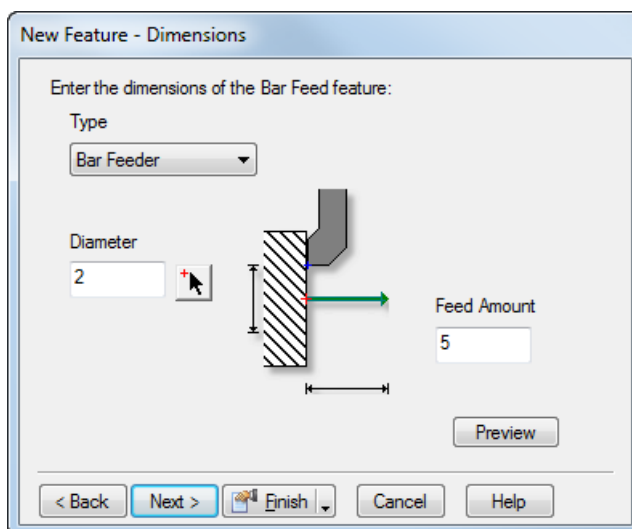 New Feature - Dimensions
Enter the dimensions of the Bar Feed feature:
Type
Bar Feeder
Diameter
2
Feed Amount
5
Preview
< Back Next > Finish Cancel Help